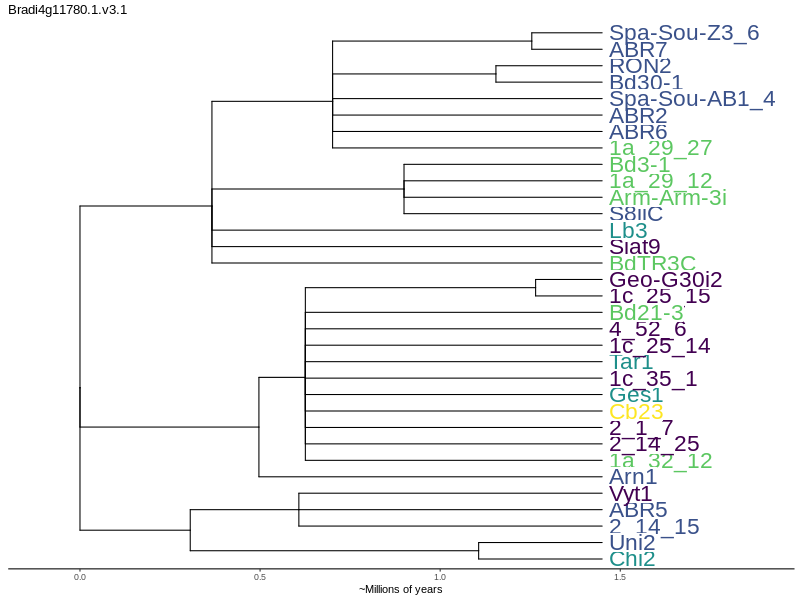 Bradi4g11780.1.v3.1
Spa-Sou-Z3_6
ABR7
RON2
Bd30-1
Spa-Sou-AB1_4
ABR2
ABR6
1a_29_27
Bd3-1
1a_29_12
Arm-Arm-3i
S8iiC
Lb3
Siat9
BdTR3C
Geo-G30i2
1c_25_15
Bd21-3
4_52_6
1c_25_14
Tar1
1c_35_1
Ges1
Cb23
2_1_7
2_14_25
1a_32_12
Arn1
Vyt1
ABR5
2_14_15
Uni2
Chi2
0.0 0.5 1.0 1.5
~Millions of years